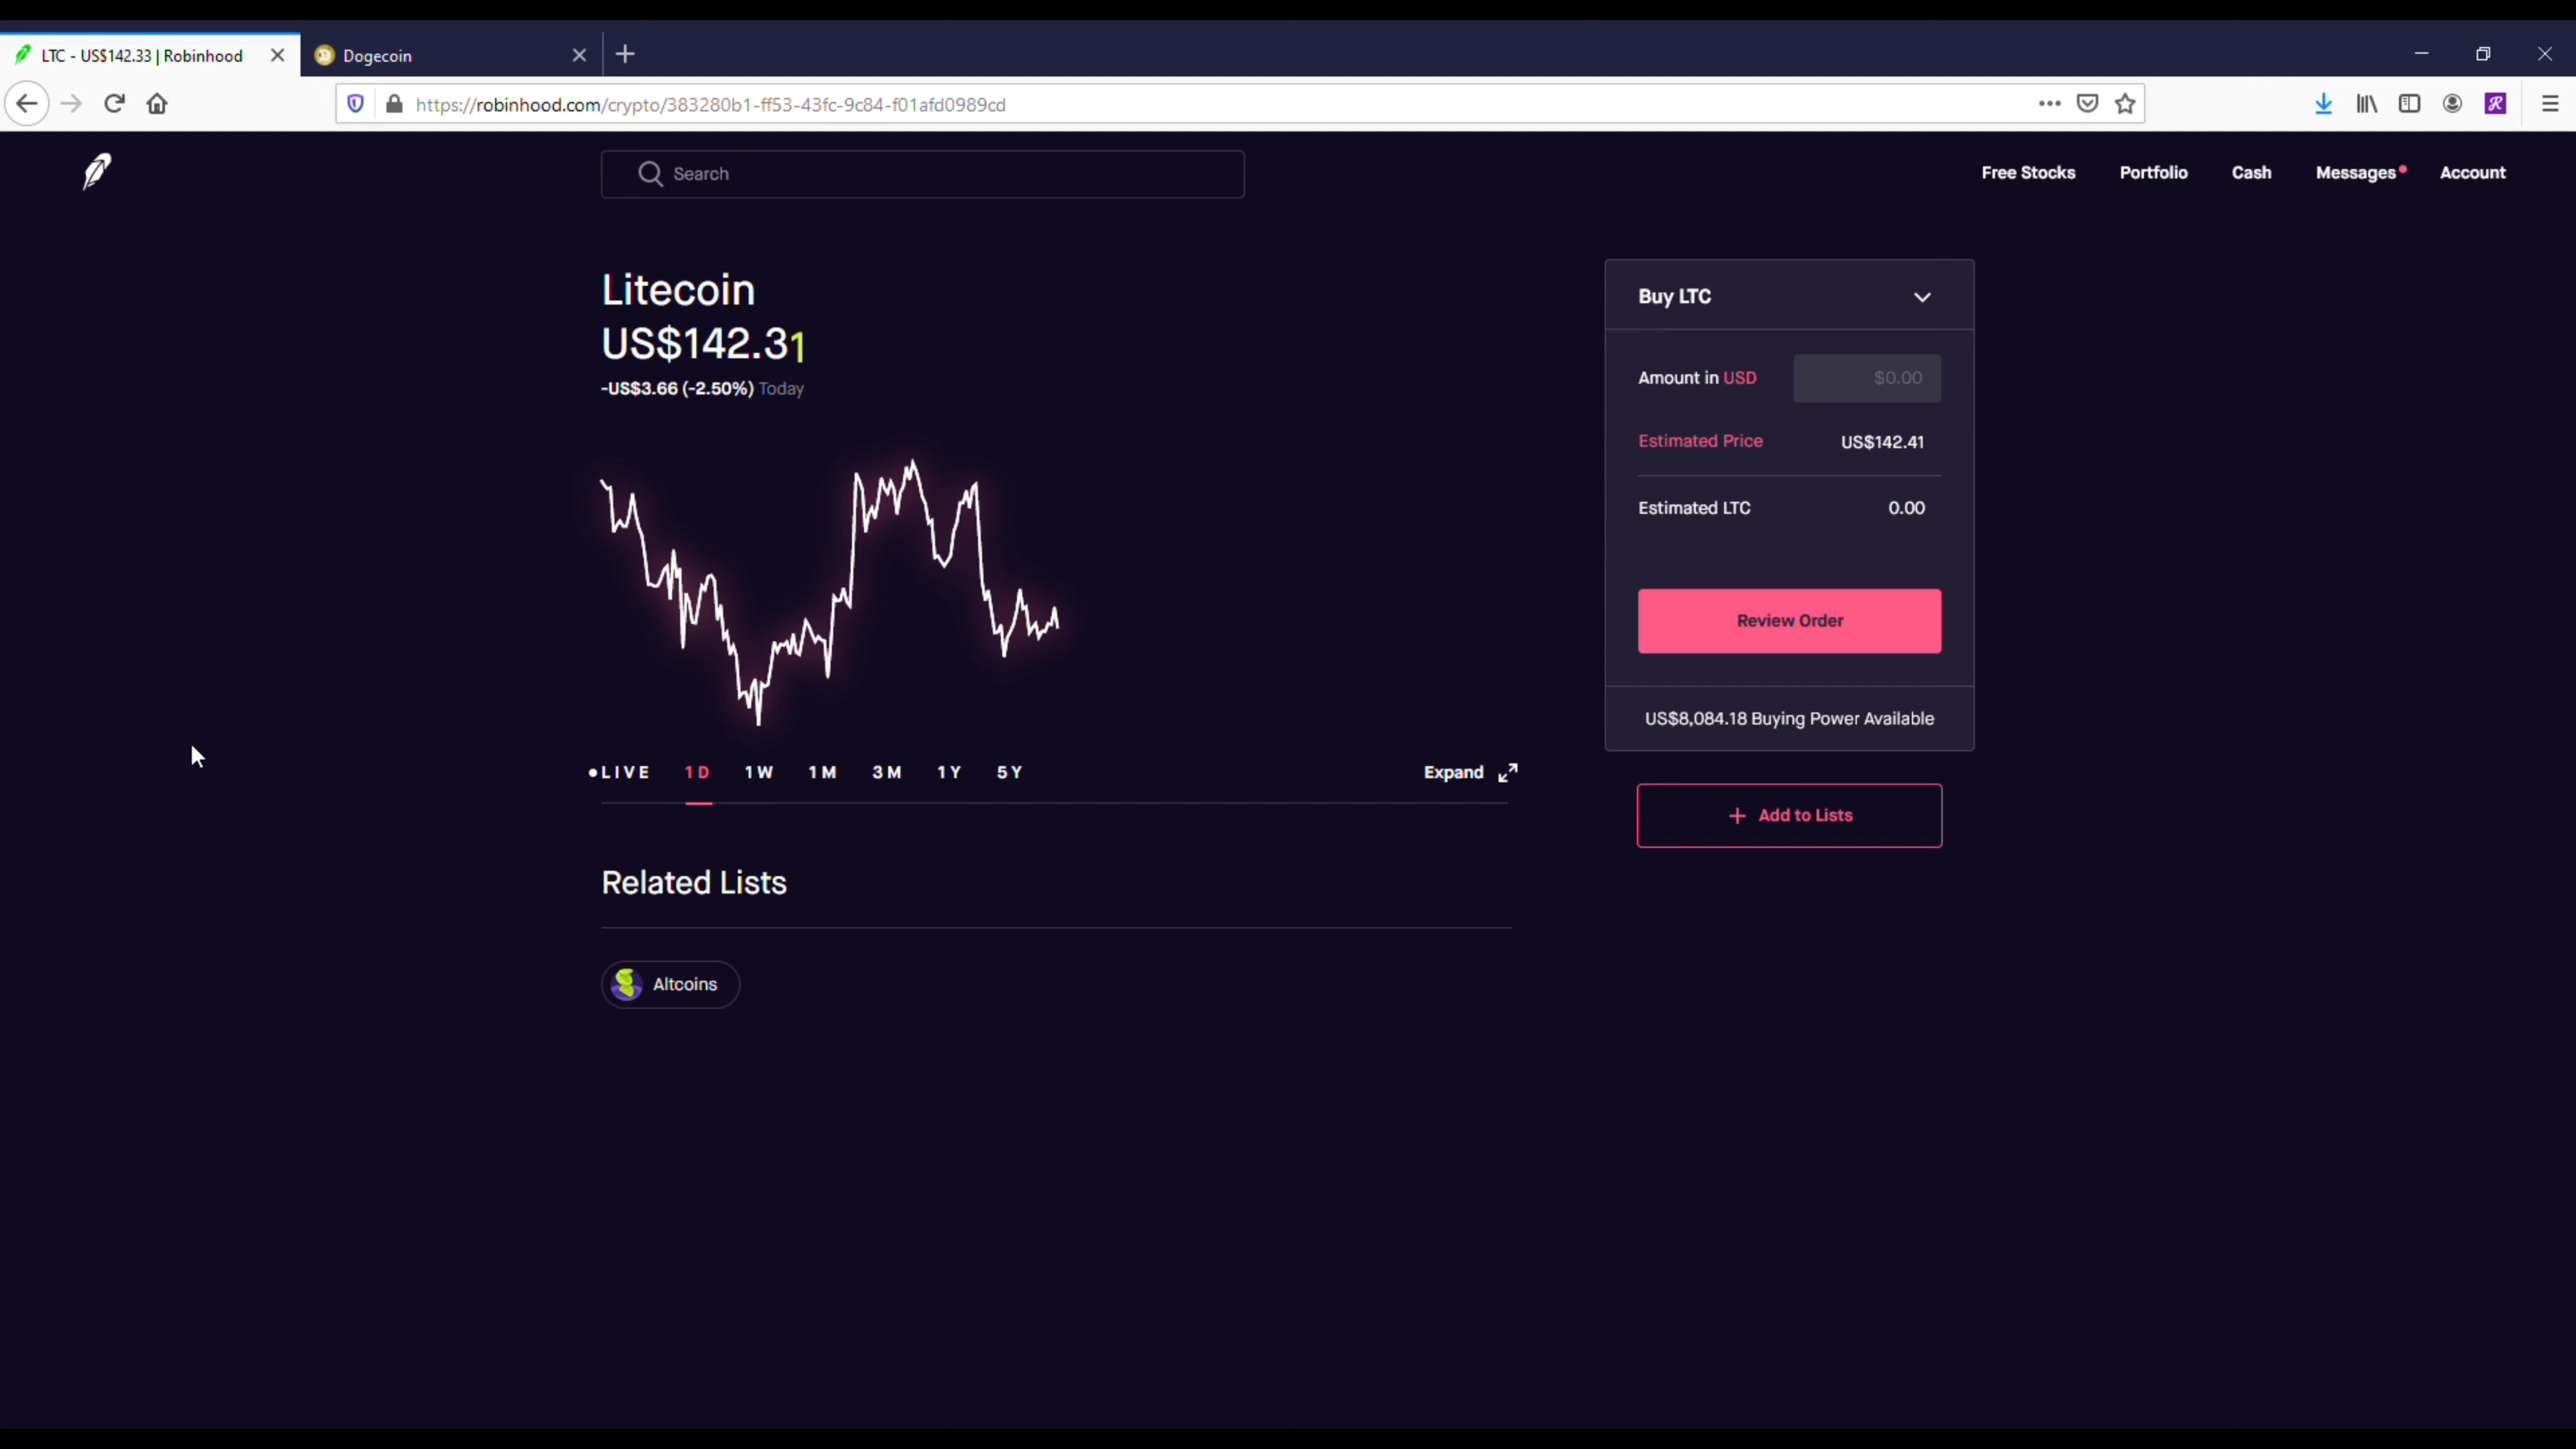 LTC - US$142.33 | Robinhood
Dogecoin
https://robinhood.com/crypto/383280b1-ff53-43fc-9c84-f01afd0989cd
Search
Free Stocks
Portfolio
Cash
Messages
Account
Litecoin
US$142.31
-US$3.66 (-2.50%) Today
LIVE
1D
1W
1M
3M
1Y
5Y
Expand
Buy LTC
Amount in USD
$0.00
Estimated Price
US$142.41
Estimated LTC
0.00
Review Order
US$8,084.18 Buying Power Available
+ Add to Lists
Related Lists
Altcoins